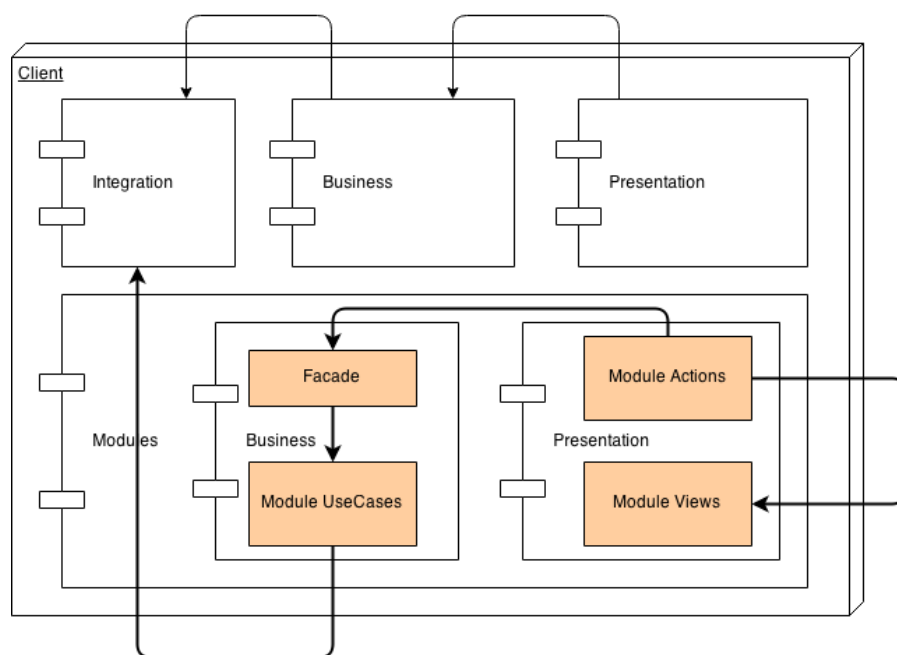 Client
Integration
Business
Presentation
Facade
Module Actions
Modules
Business
Presentation
Module UseCases
Module Views